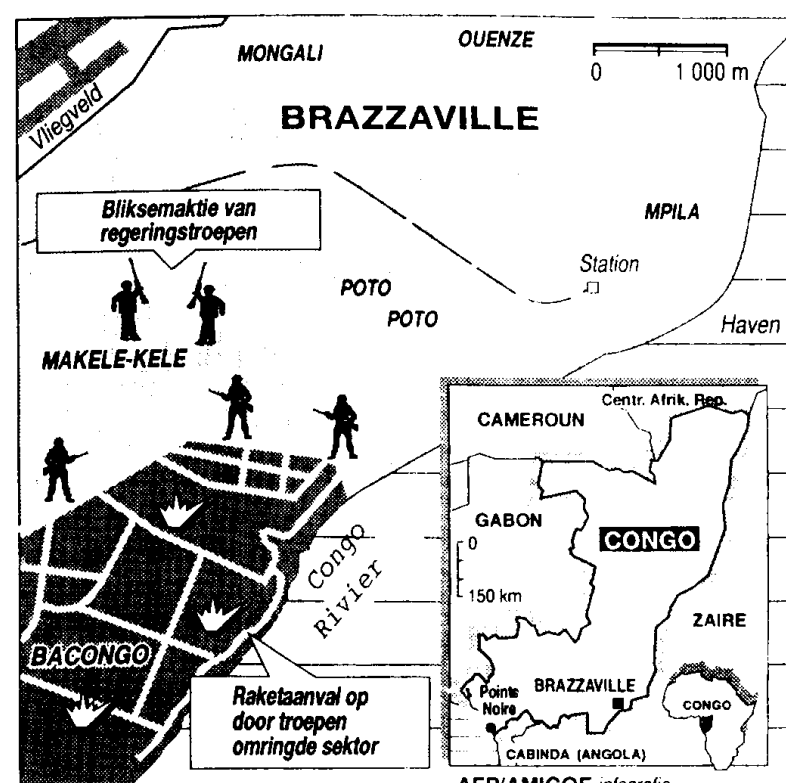 MONGALI
OUENZE
0 1 000 m
Vliegveld
BRAZZAVILLE
Bliksemaktie van
regeringstroepen
MPILA
Station
POTO
POTO
Haven
MAKELE-KELE
Centr. Afrik. Rep.
CAMEROUN
GABON
CONGO
0
150 km
ZAIRE
Congo
Rivier
BACONGO
Raketaanval op
door troepen
omringde sektor
BRAZZAVILLE
Pointe
Noire
CONGO
CABINDA (ANGOLA)
AFP/AMIGOE infografie